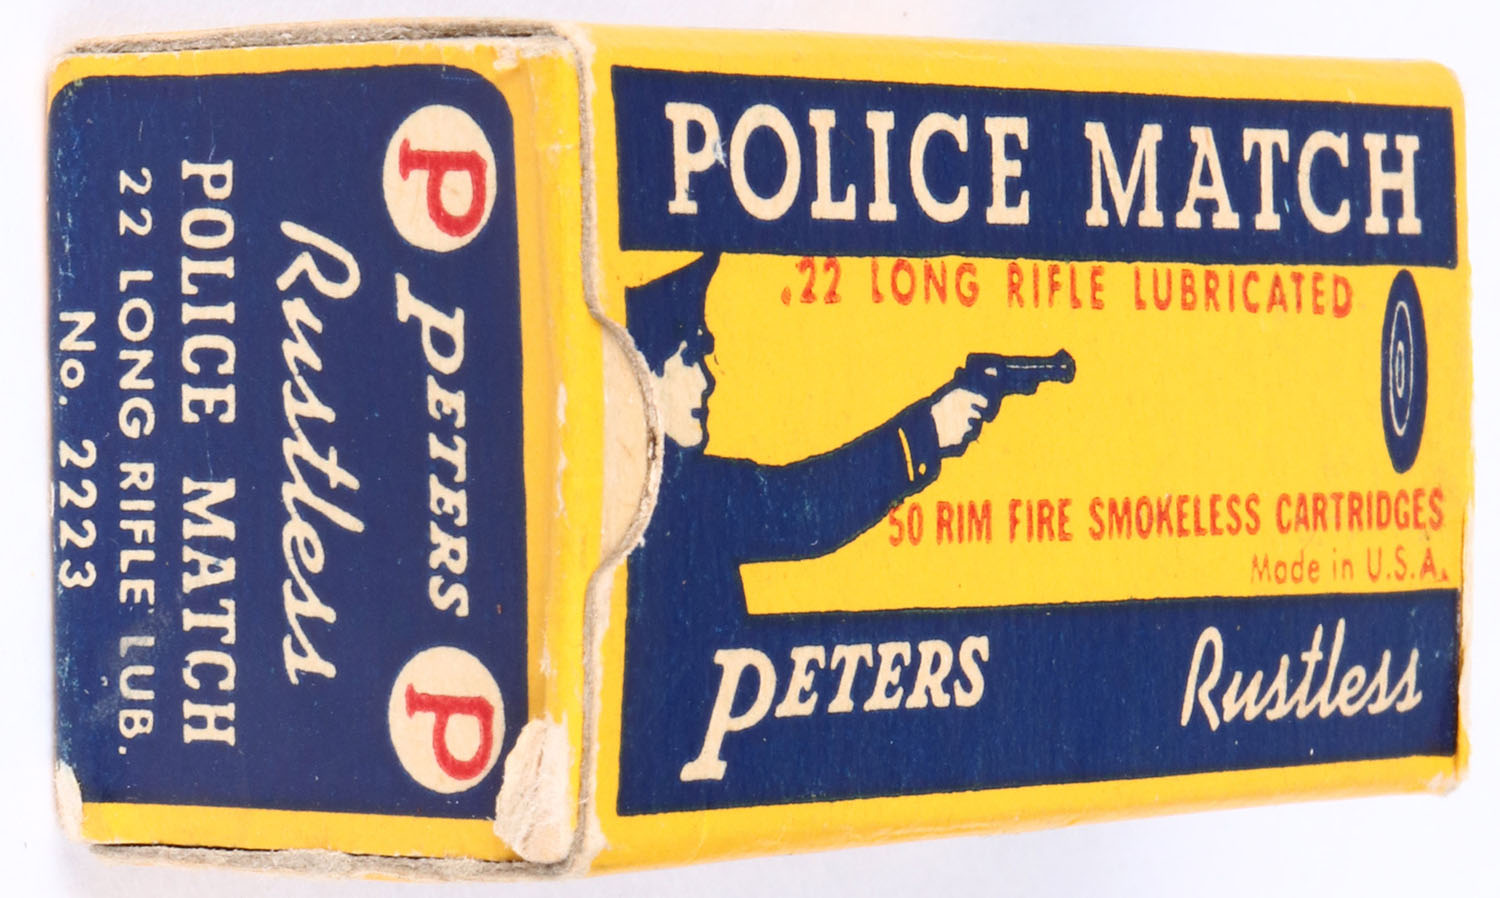 POLICE MATCH
.22 LONG RIFLE LUBRICATED
50 RIM FIRE SMOKELESS CARTRIDGES
Made in U.S.A.
PETERS Rustless
P PETERS P
Rustless
POLICE MATCH
22 LONG RIFLE LUB.
No. 2223